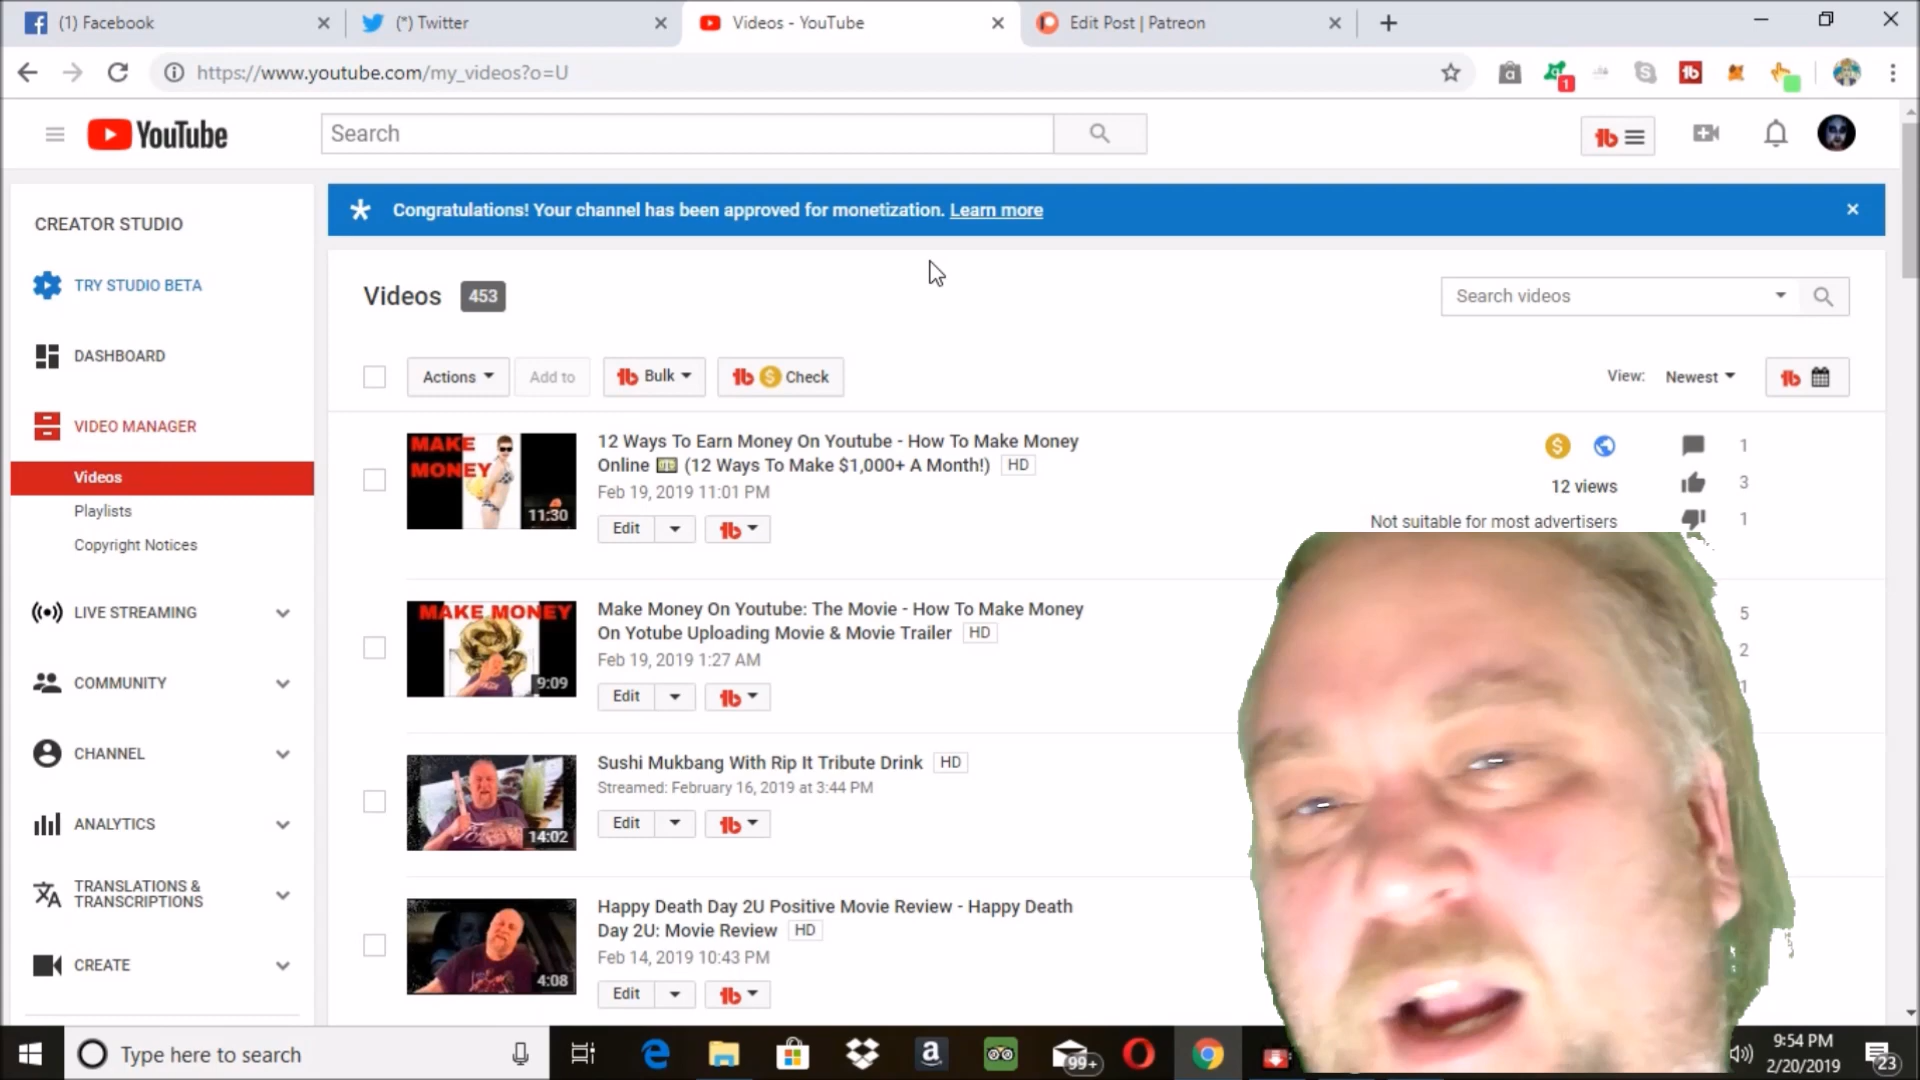 (1) Facebook
(*) Twitter
Videos - YouTube
Edit Post | Patreon
https://www.youtube.com/my_videos?o=U
1
YouTube
Search
CREATOR STUDIO
TRY STUDIO BETA
DASHBOARD
VIDEO MANAGER
Videos
Playlists
Copyright Notices
LIVE STREAMING
COMMUNITY
CHANNEL
ANALYTICS
TRANSLATIONS &
TRANSCRIPTIONS
CREATE
Congratulations! Your channel has been approved for monetization. Learn more
Videos 453
Search videos
Actions
Add to
Bulk
$ Check
View: Newest
MAKE
MONEY
11:30
12 Ways To Earn Money On Youtube - How To Make Money
Online 💵 (12 Ways To Make $1,000+ A Month!) HD
Feb 19, 2019 11:01 PM
Edit
$
1
12 views
3
Not suitable for most advertisers
1
MAKE MONEY
9:09
Make Money On Youtube: The Movie - How To Make Money
On Yotube Uploading Movie & Movie Trailer HD
Feb 19, 2019 1:27 AM
Edit
5
2
1
14:02
Sushi Mukbang With Rip It Tribute Drink HD
Streamed: February 16, 2019 at 3:44 PM
Edit
4:08
Happy Death Day 2U Positive Movie Review - Happy Death
Day 2U: Movie Review HD
Feb 14, 2019 10:43 PM
Edit
Type here to search
99+
9:54 PM
2/20/2019
23